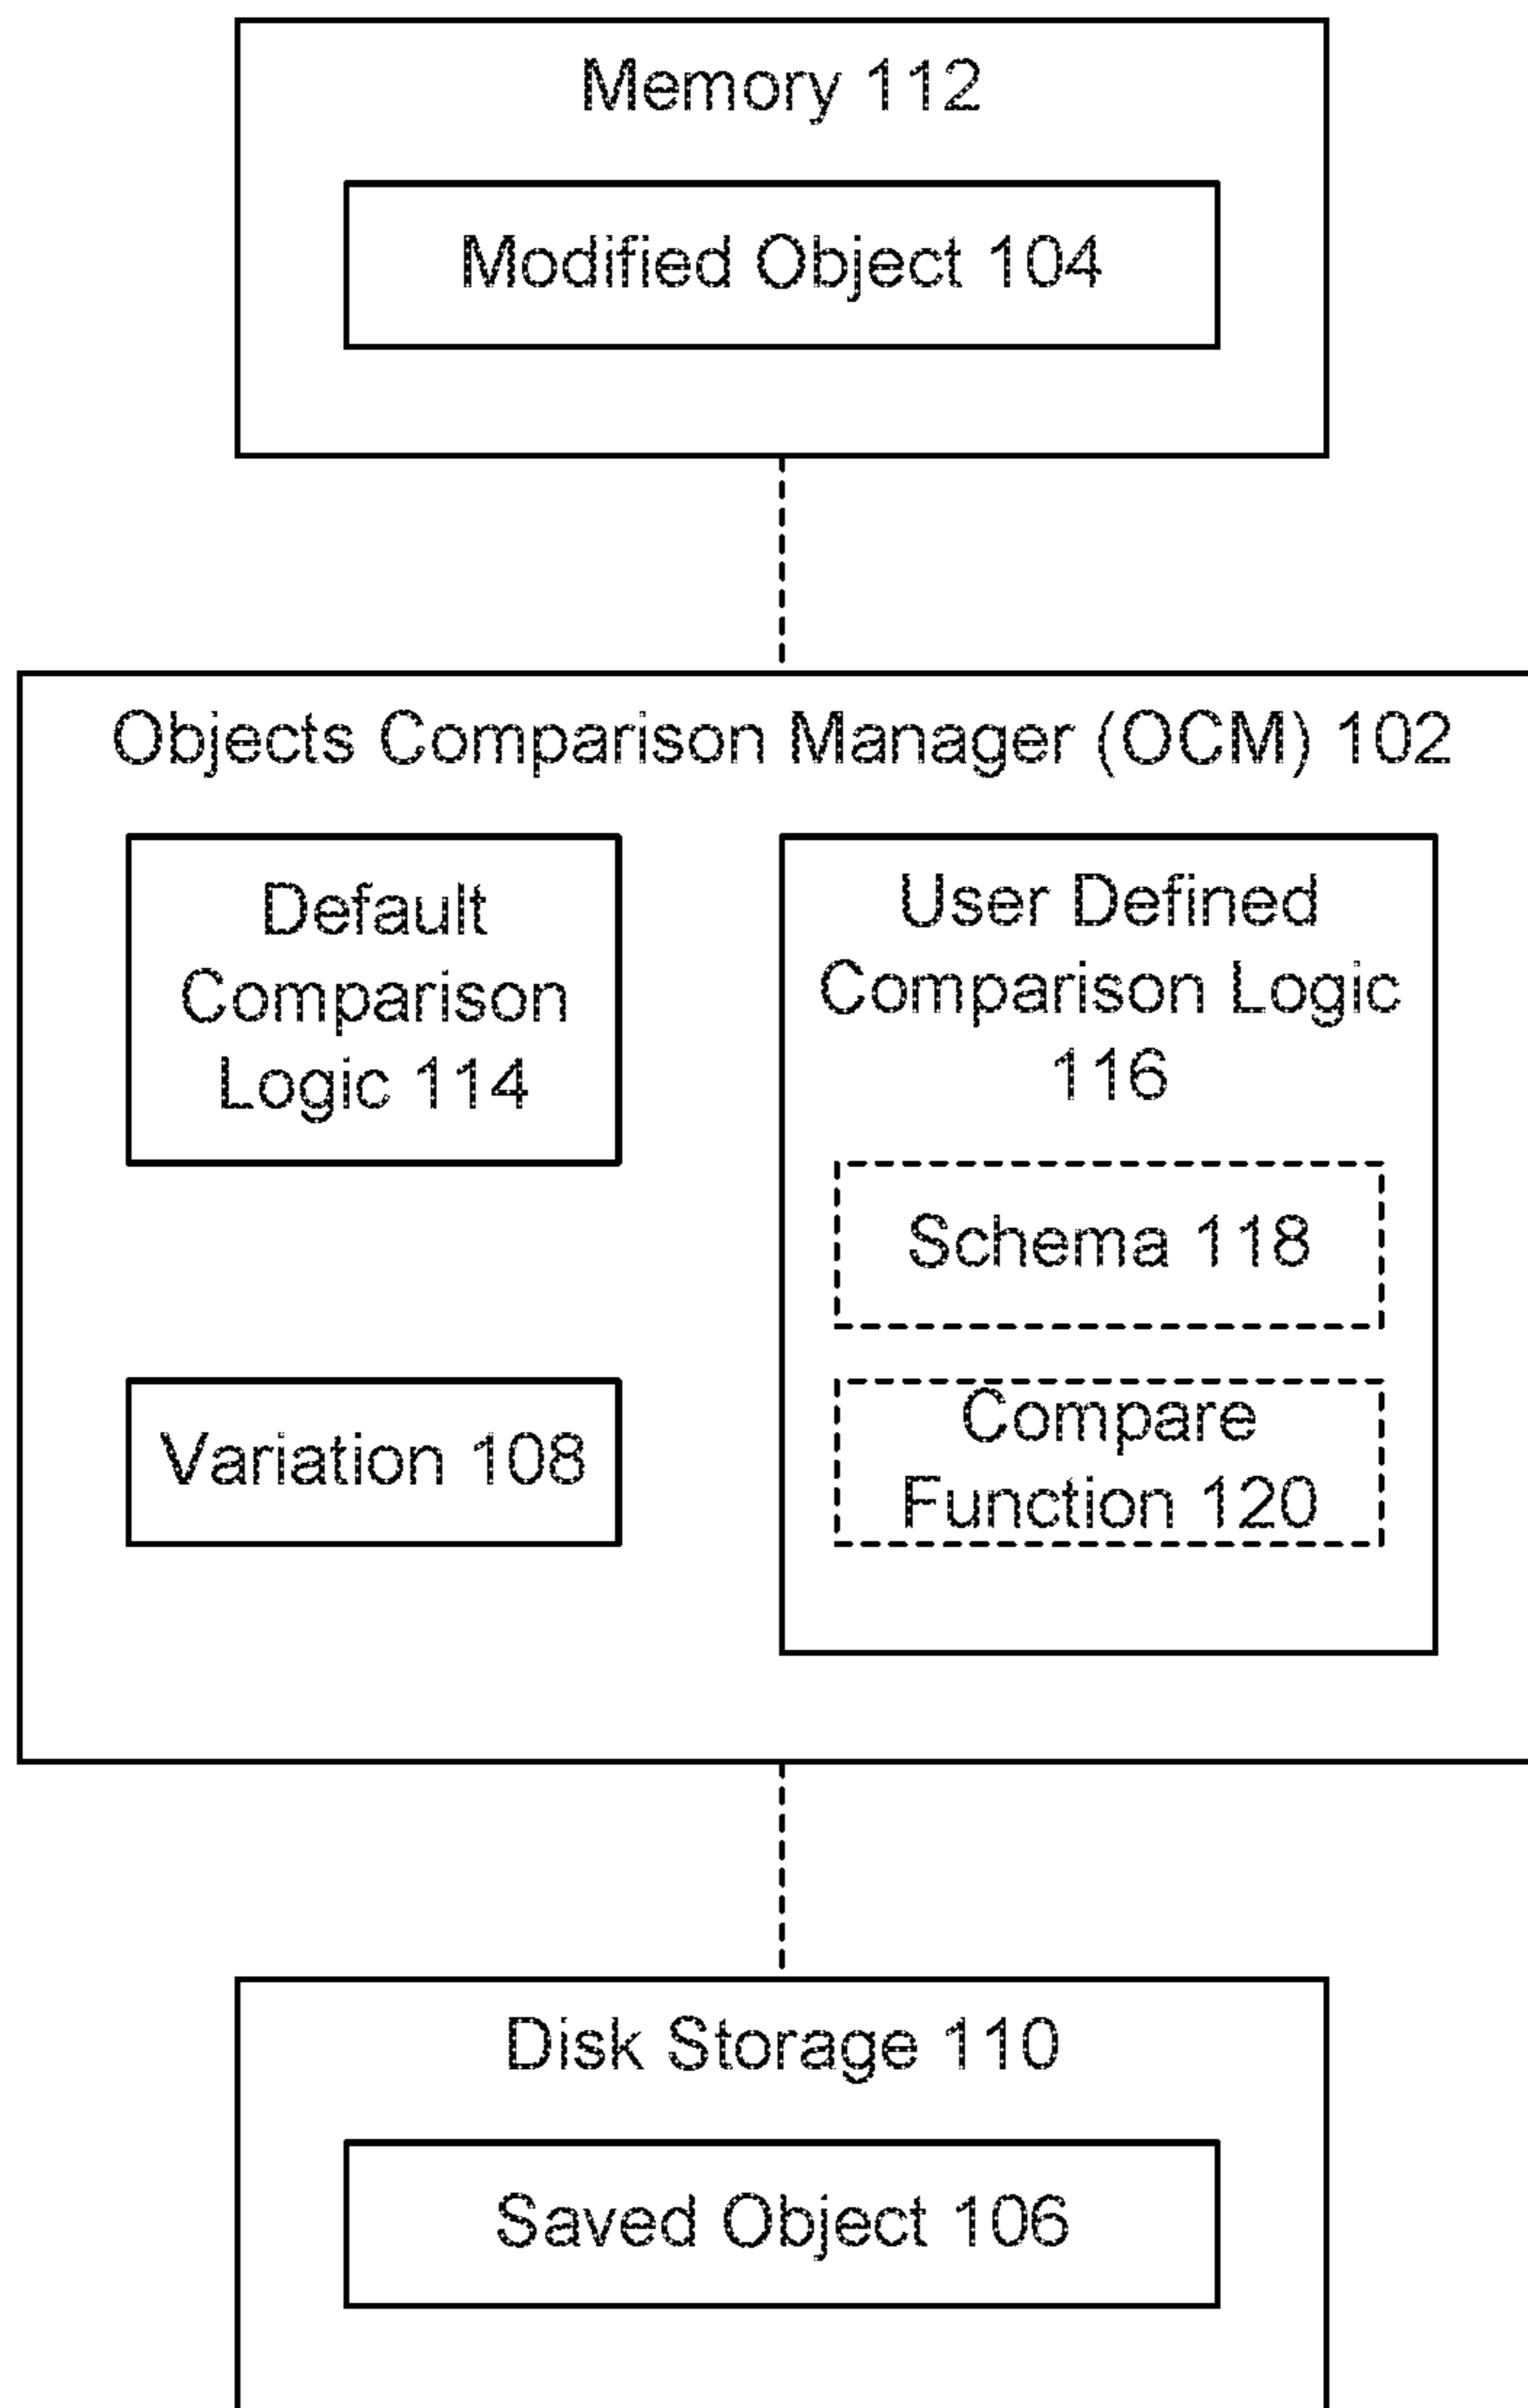 Memory 112
Modified Object 104
Objects Comparison Manager (OCM) 102
Default
Comparison
Logic 114
User Defined
Comparison Logic
116
Schema 118
Variation 108
Compare
Function 120
Disk Storage 110
Saved Object 106